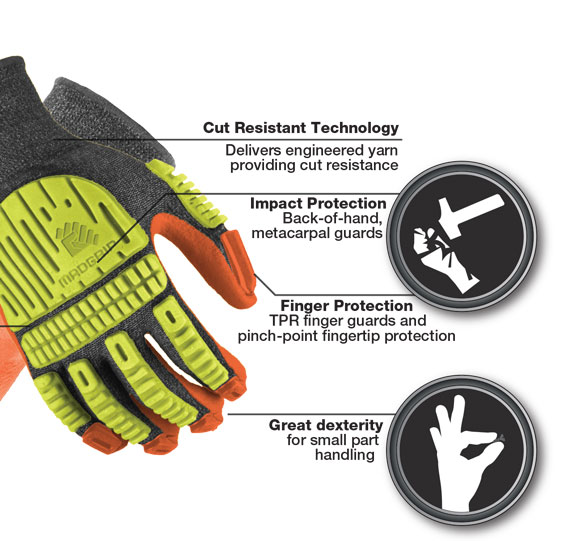 Cut Resistant Technology
Delivers engineered yarn
providing cut resistance
Impact Protection
Back-of-hand,
metacarpal guards
MADGRIP
Finger Protection
TPR finger guards and
pinch-point fingertip protection
Great dexterity
for small part
handling